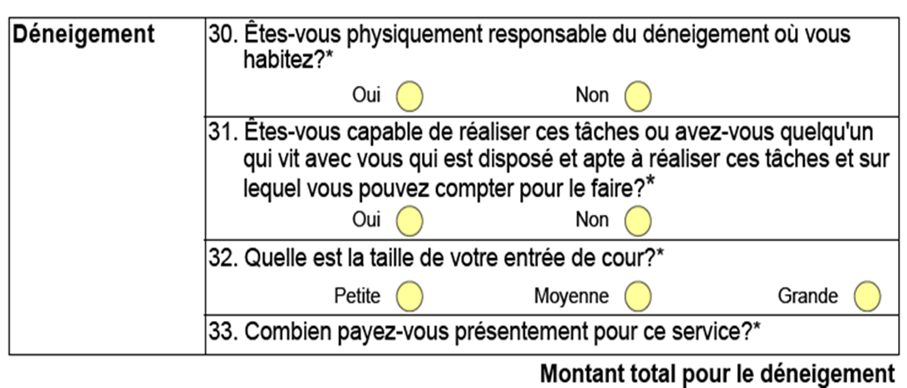 Déneigement
30. Êtes-vous physiquement responsable du déneigement où vous
habitez?*
Oui Non
31. Êtes-vous capable de réaliser ces tâches ou avez-vous quelqu'un
qui vit avec vous qui est disposé et apte à réaliser ces tâches et sur
lequel vous pouvez compter pour le faire?*
Oui Non
32. Quelle est la taille de votre entrée de cour?*
Petite Moyenne Grande
33. Combien payez-vous présentement pour ce service?*
Montant total pour le déneigement